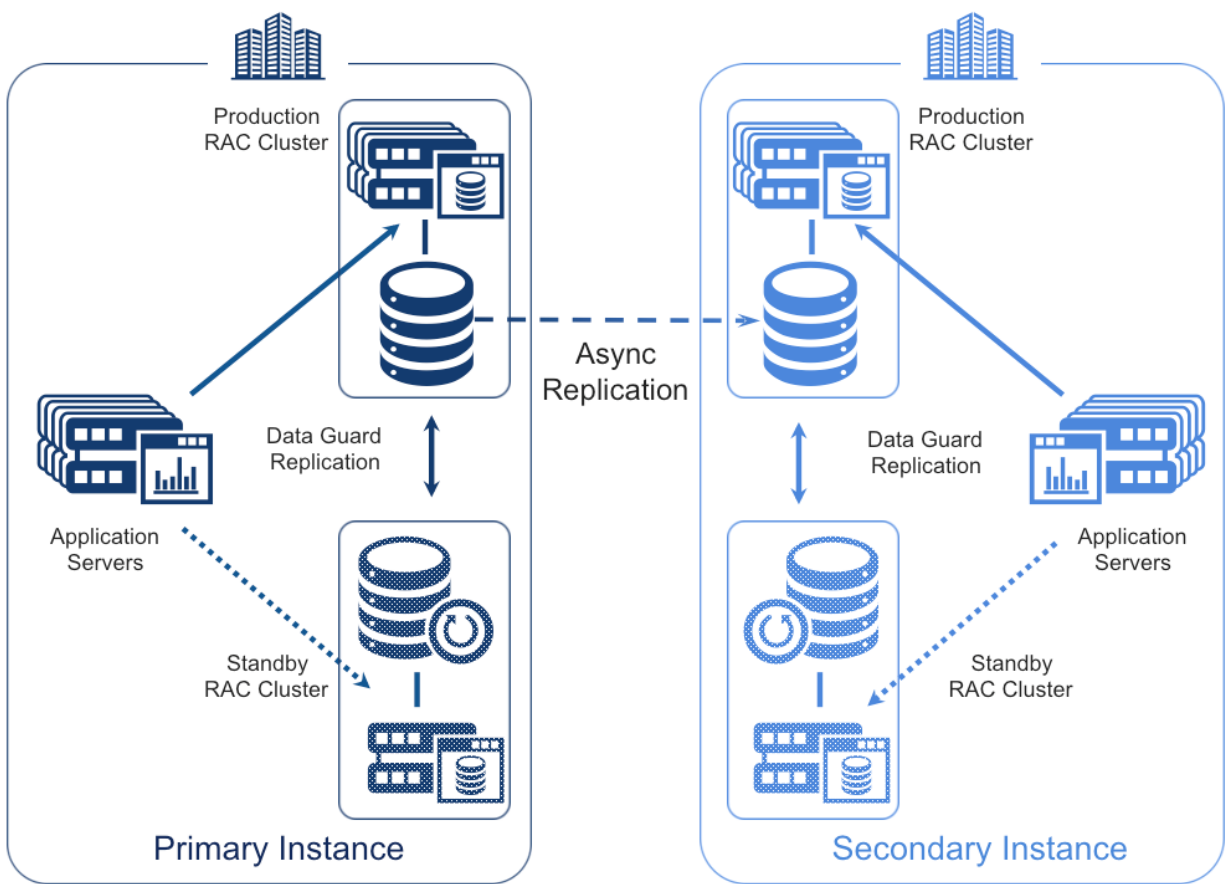 Production
RAC Cluster
Production
RAC Cluster
Async
Replication
Data Guard
Replication
Data Guard
Replication
Application
Servers
Application
Servers
Standby
RAC Cluster
Standby
RAC Cluster
Primary Instance
Secondary Instance